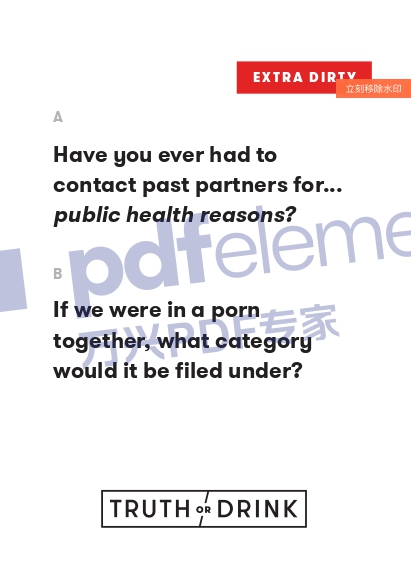 EXTRA DIRTY
立刻移除水印
A
Have you ever had to
contact past partners for...
public health reasons?
pdfeleme
B
If we were in a porn
together, what category
would it be filed under?
万兴PDF专家
TRUTH OR DRINK